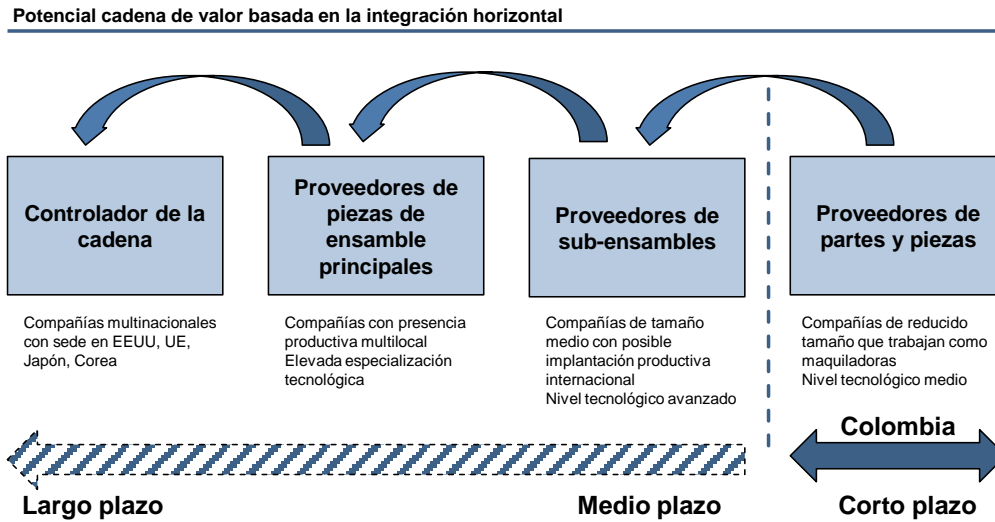 Potencial cadena de valor basada en la integración horizontal
Controlador de la
cadena
Proveedores de
piezas de
ensamble
principales
Proveedores de
sub-ensambles
Proveedores de
partes y piezas
Compañías multinacionales
con sede en EEUU, UE,
Japón, Corea
Compañías con presencia
productiva multilocal
Elevada especialización
tecnológica
Compañías de tamaño
medio con posible
implantación productiva
internacional
Nivel tecnológico avanzado
Compañías de reducido
tamaño que trabajan como
maquiladoras
Nivel tecnológico medio
Colombia
Largo plazo
Medio plazo
Corto plazo